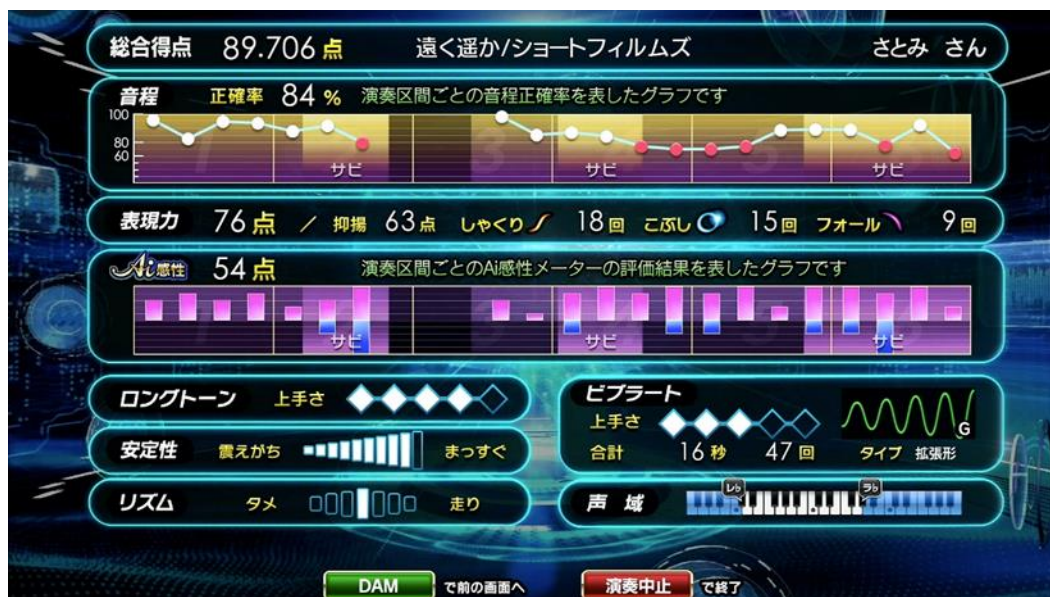 総合得点 89.706点 遠く遥か/ショートフィルムズ さとみ さん
音程 正確率 84 % 演奏区間ごとの音程正確率を表したグラフです
100
80
60
1 3 3 5
サビ サビ サビ
表現力 76点 / 抑揚 63点 しゃくり 18回 こぶし 15回 フォール 9回
Ai感性 54点 演奏区間ごとのAi感性メーターの評価結果を表したグラフです
サビ サビ サビ
ロングトーン 上手さ
安定性 震えがち まっすぐ
リズム タメ 走り
ビブラート
上手さ
合計 16秒 47回 タイプ 拡張形
G
声域 レ♭ ラ♭
DAM で前の画面へ 演奏中止 で終了